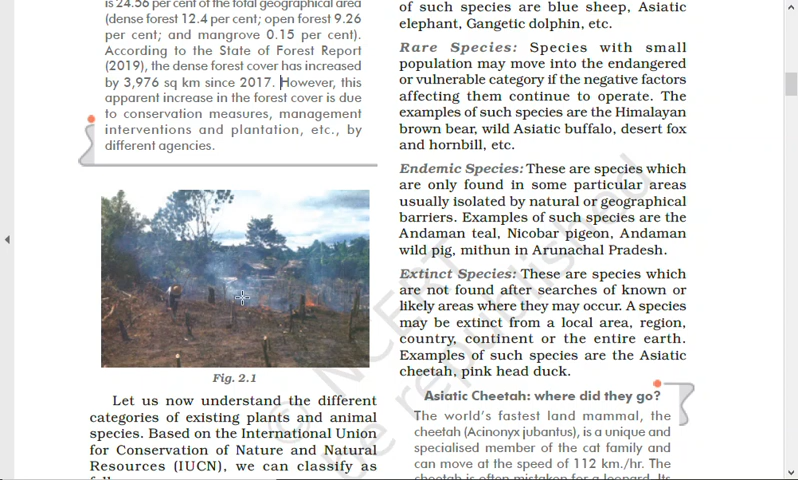 is 24.56 per cent of the total geographical area
(dense forest 12.4 per cent; open forest 9.26
per cent; and mangrove 0.15 per cent).
According to the State of Forest Report
(2019), the dense forest cover has increased
by 3,976 sq km since 2017. However, this
apparent increase in the forest cover is due
to conservation measures, management
interventions and plantation, etc., by
different agencies.
Fig. 2.1
Let us now understand the different
categories of existing plants and animal
species. Based on the International Union
for Conservation of Nature and Natural
Resources (IUCN), we can classify as
of such species are blue sheep, Asiatic
elephant, Gangetic dolphin, etc.
Rare Species: Species with small
population may move into the endangered
or vulnerable category if the negative factors
affecting them continue to operate. The
examples of such species are the Himalayan
brown bear, wild Asiatic buffalo, desert fox
and hornbill, etc.
Endemic Species: These are species which
are only found in some particular areas
usually isolated by natural or geographical
barriers. Examples of such species are the
Andaman teal, Nicobar pigeon, Andaman
wild pig, mithun in Arunachal Pradesh.
Extinct Species: These are species which
are not found after searches of known or
likely areas where they may occur. A species
may be extinct from a local area, region,
country, continent or the entire earth.
Examples of such species are the Asiatic
cheetah, pink head duck.
Asiatic Cheetah: where did they go?
The world's fastest land mammal, the
cheetah (Acinonyx jubantus), is a unique and
specialised member of the cat family and
can move at the speed of 112 km./hr. The
cheetah is often mistaken for a leopard. Its
© NCERT
be republished